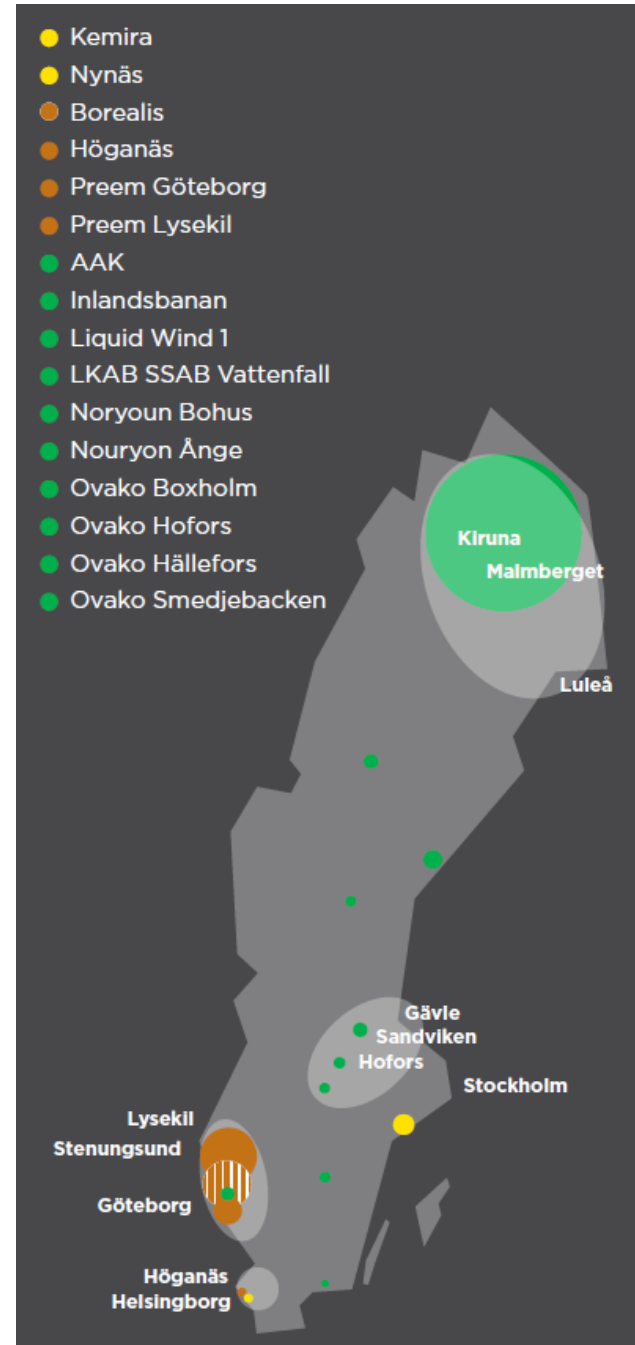 Kemira
Nynäs
Borealis
Höganäs
Preem Göteborg
Preem Lysekil
AAK
Inlandsbanan
Liquid Wind 1
LKAB SSAB Vattenfall
Noryoun Bohus
Nouryon Ånge
Ovako Boxholm
Ovako Hofors
Ovako Hällefors
Ovako Smedjebacken
Kiruna
Malmberget
Luleå
Gävle
Sandviken
Hofors
Stockholm
Lysekil
Stenungsund
Göteborg
Höganäs
Helsingborg